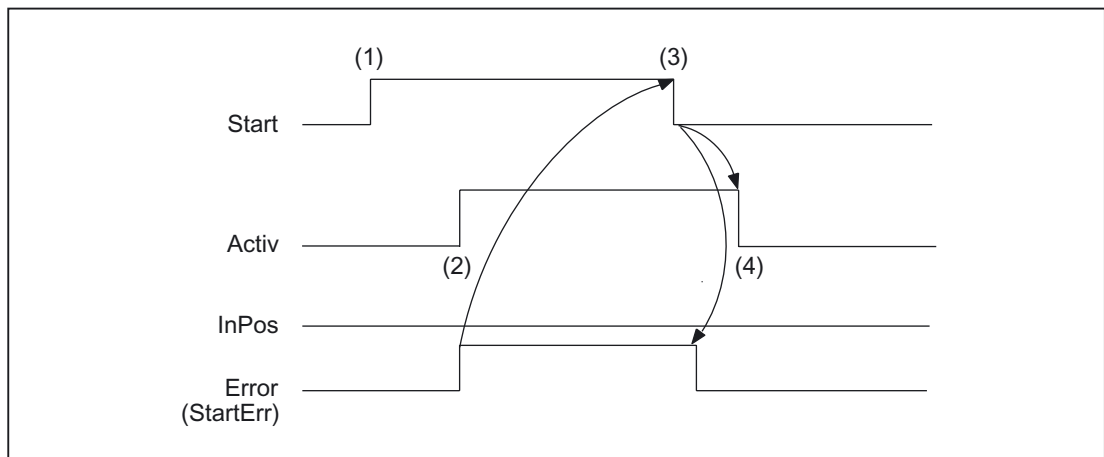 (1)
(3)
Start
Activ
(2)
(4)
InPos
Error
(StartErr)